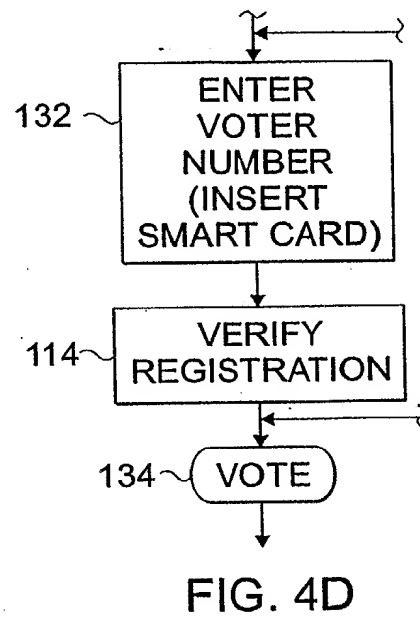 132
ENTER
VOTER
NUMBER
(INSERT
SMART CARD)
114
VERIFY
REGISTRATION
134
VOTE
FIG. 4D